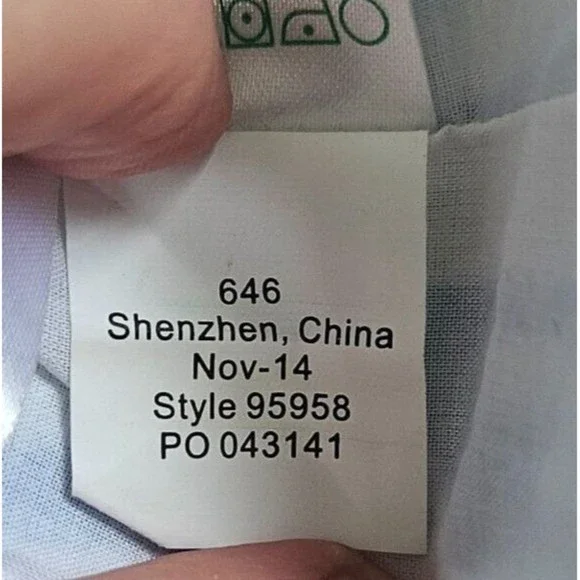 646
Shenzhen, China
Nov-14
Style 95958
PO 043141